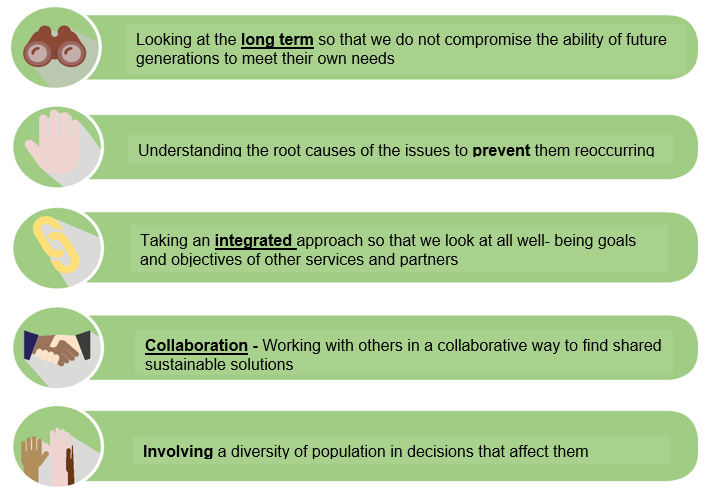 Looking at the long term so that we do not compromise the ability of future
generations to meet their own needs
Understanding the root causes of the issues to prevent them reoccurring
Taking an integrated approach so that we look at all well- being goals
and objectives of other services and partners
Collaboration - Working with others in a collaborative way to find shared
sustainable solutions
Involving a diversity of population in decisions that affect them